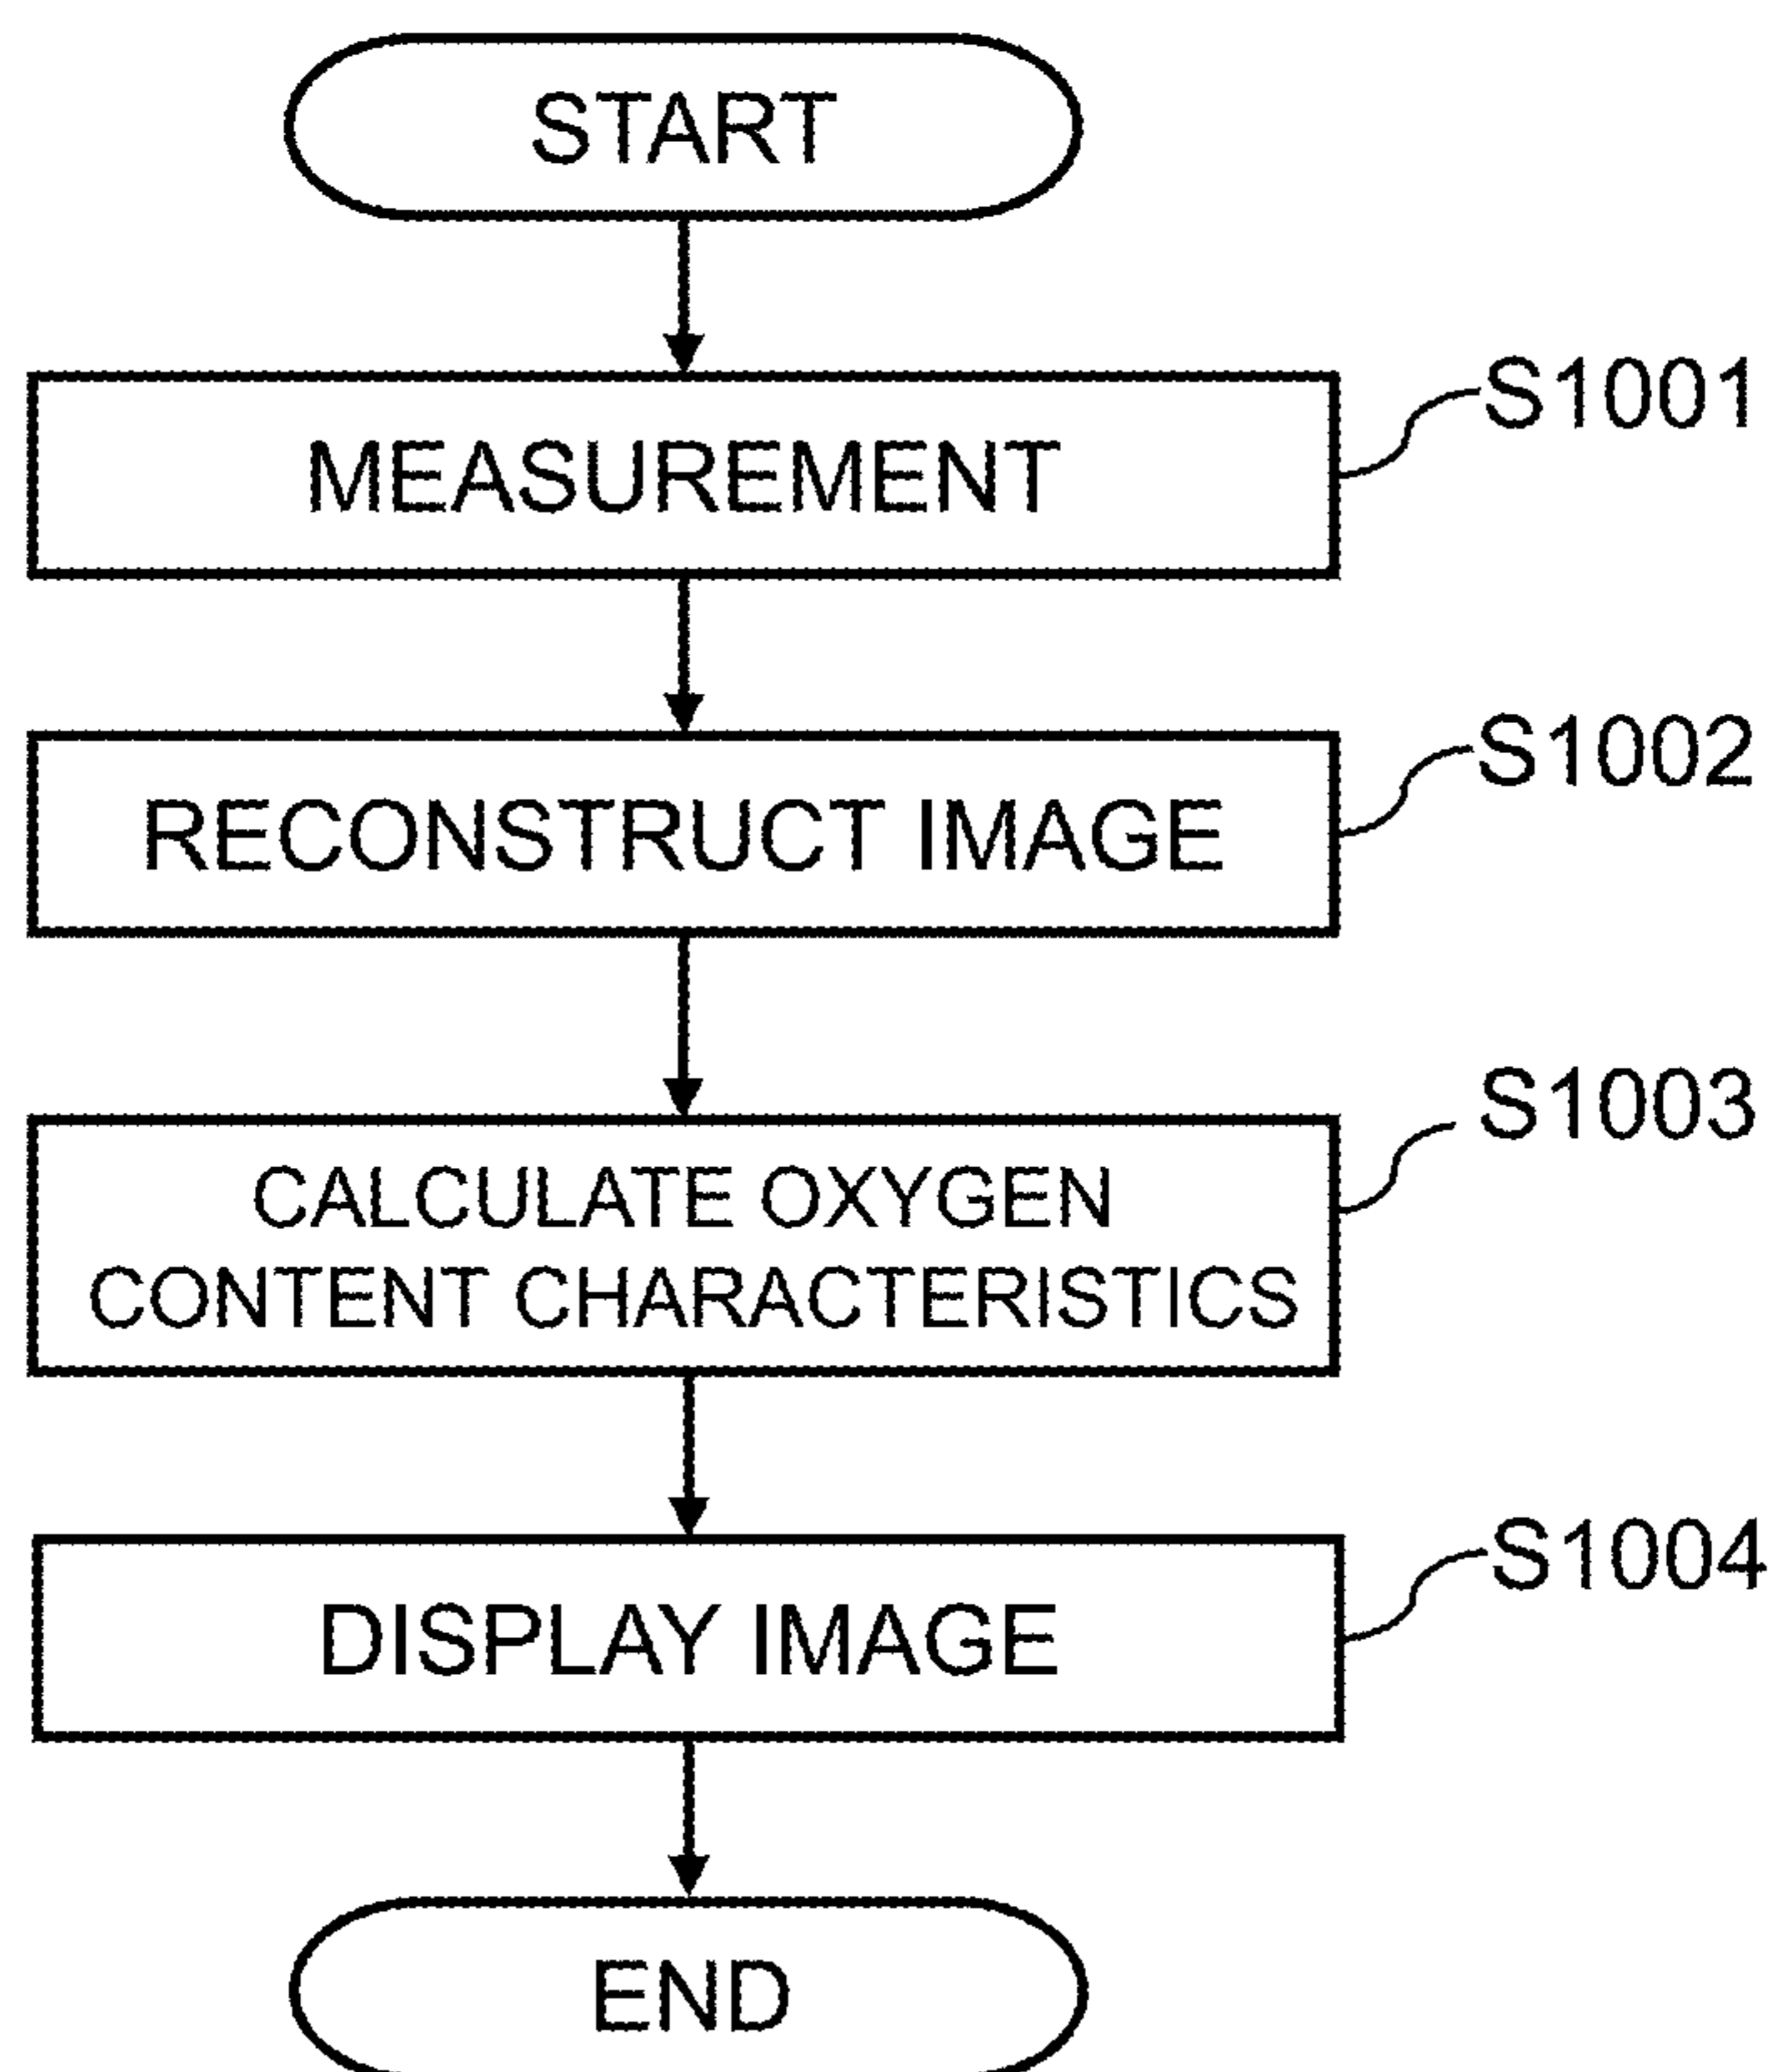 START
MEASUREMENT
S1001
RECONSTRUCT IMAGE
S1002
CALCULATE OXYGEN
CONTENT CHARACTERISTICS
S1003
DISPLAY IMAGE
S1004
END